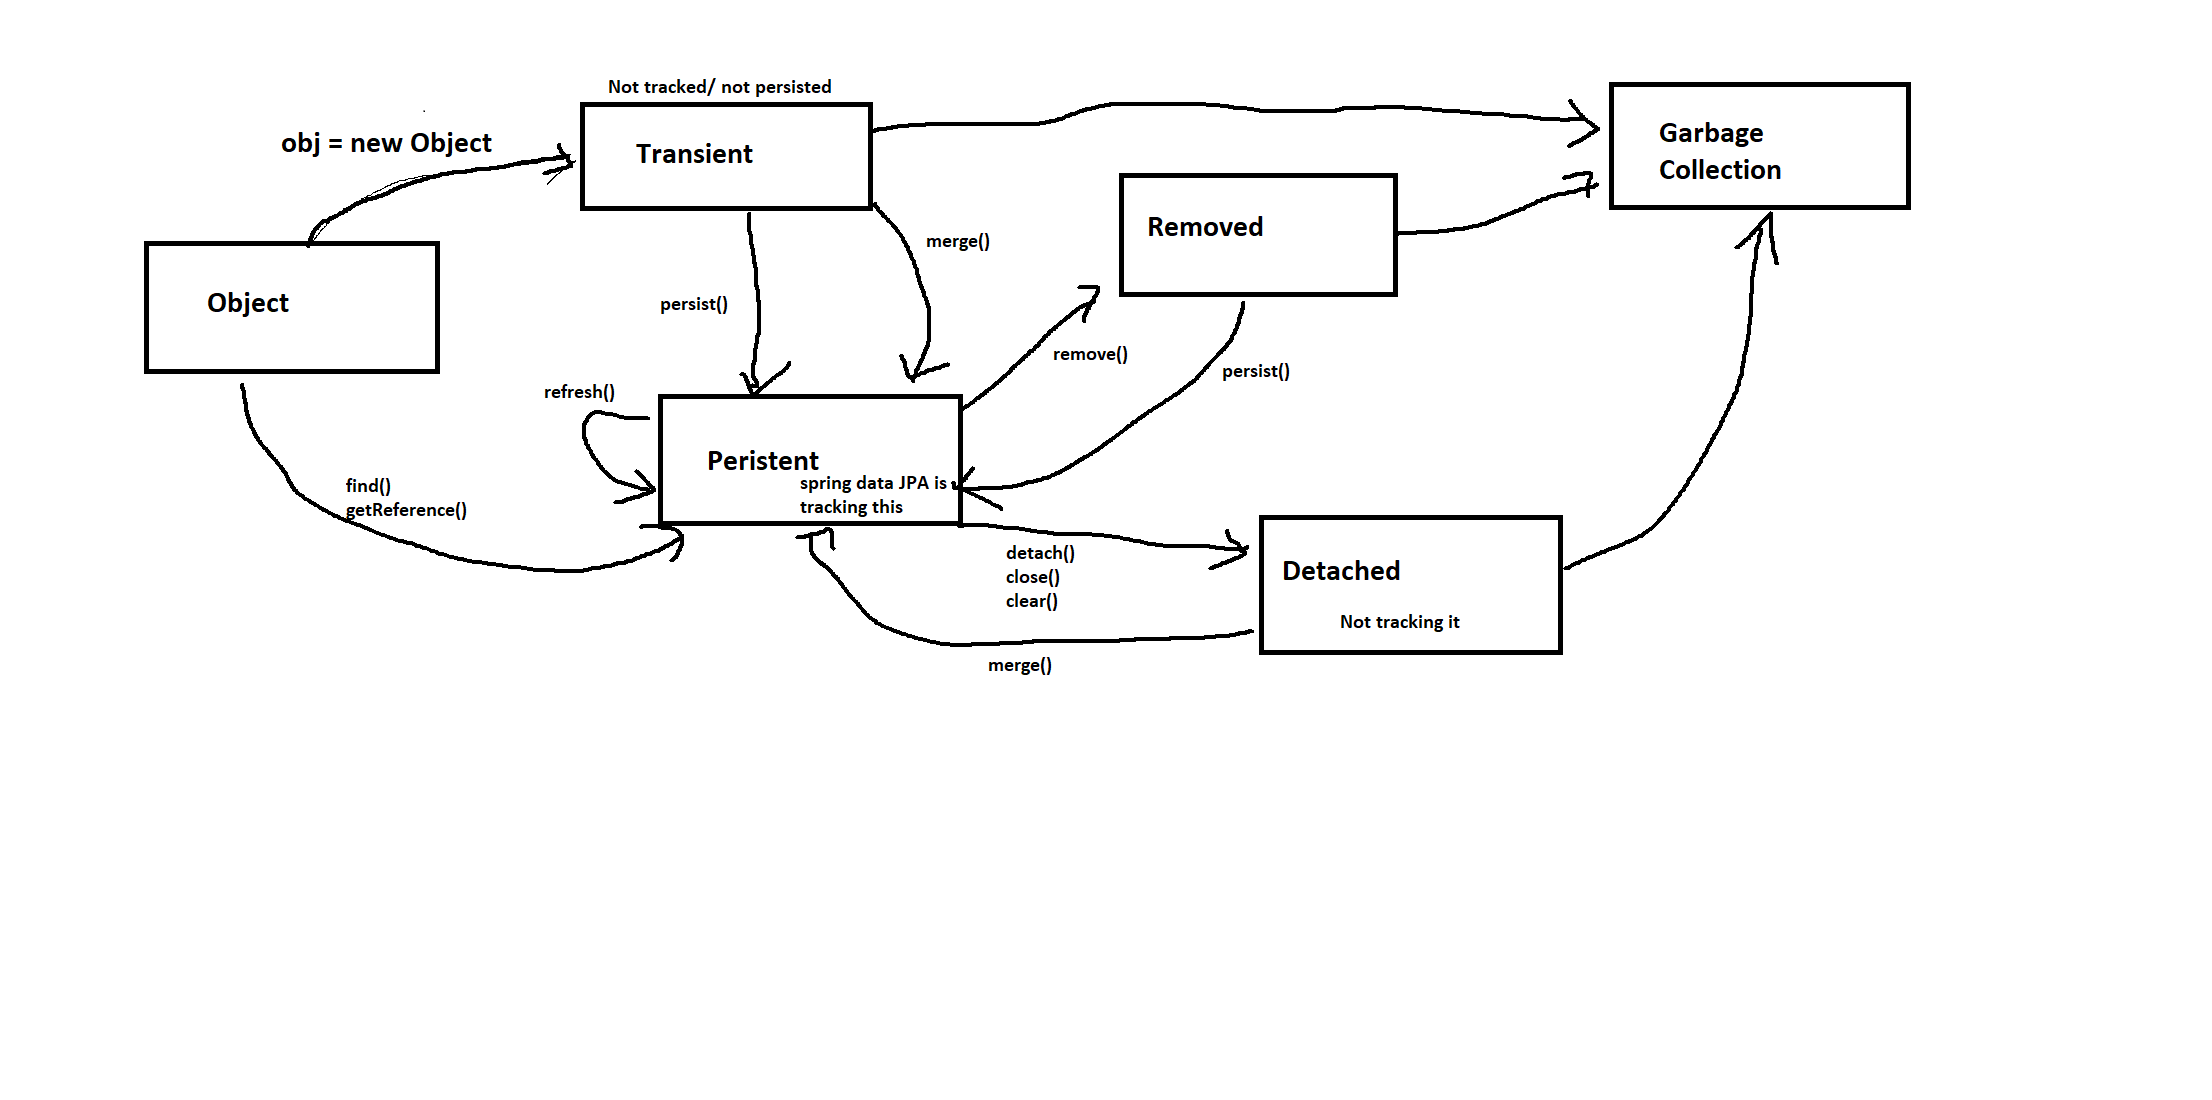 Not tracked/ not persisted
obj = new Object
Transient
Garbage
Collection
Removed
merge()
Object
persist()
remove()
persist()
refresh()
Peristent
spring data JPA is
tracking this
find()
getReference()
detach()
close()
clear()
Detached
Not tracking it
merge()